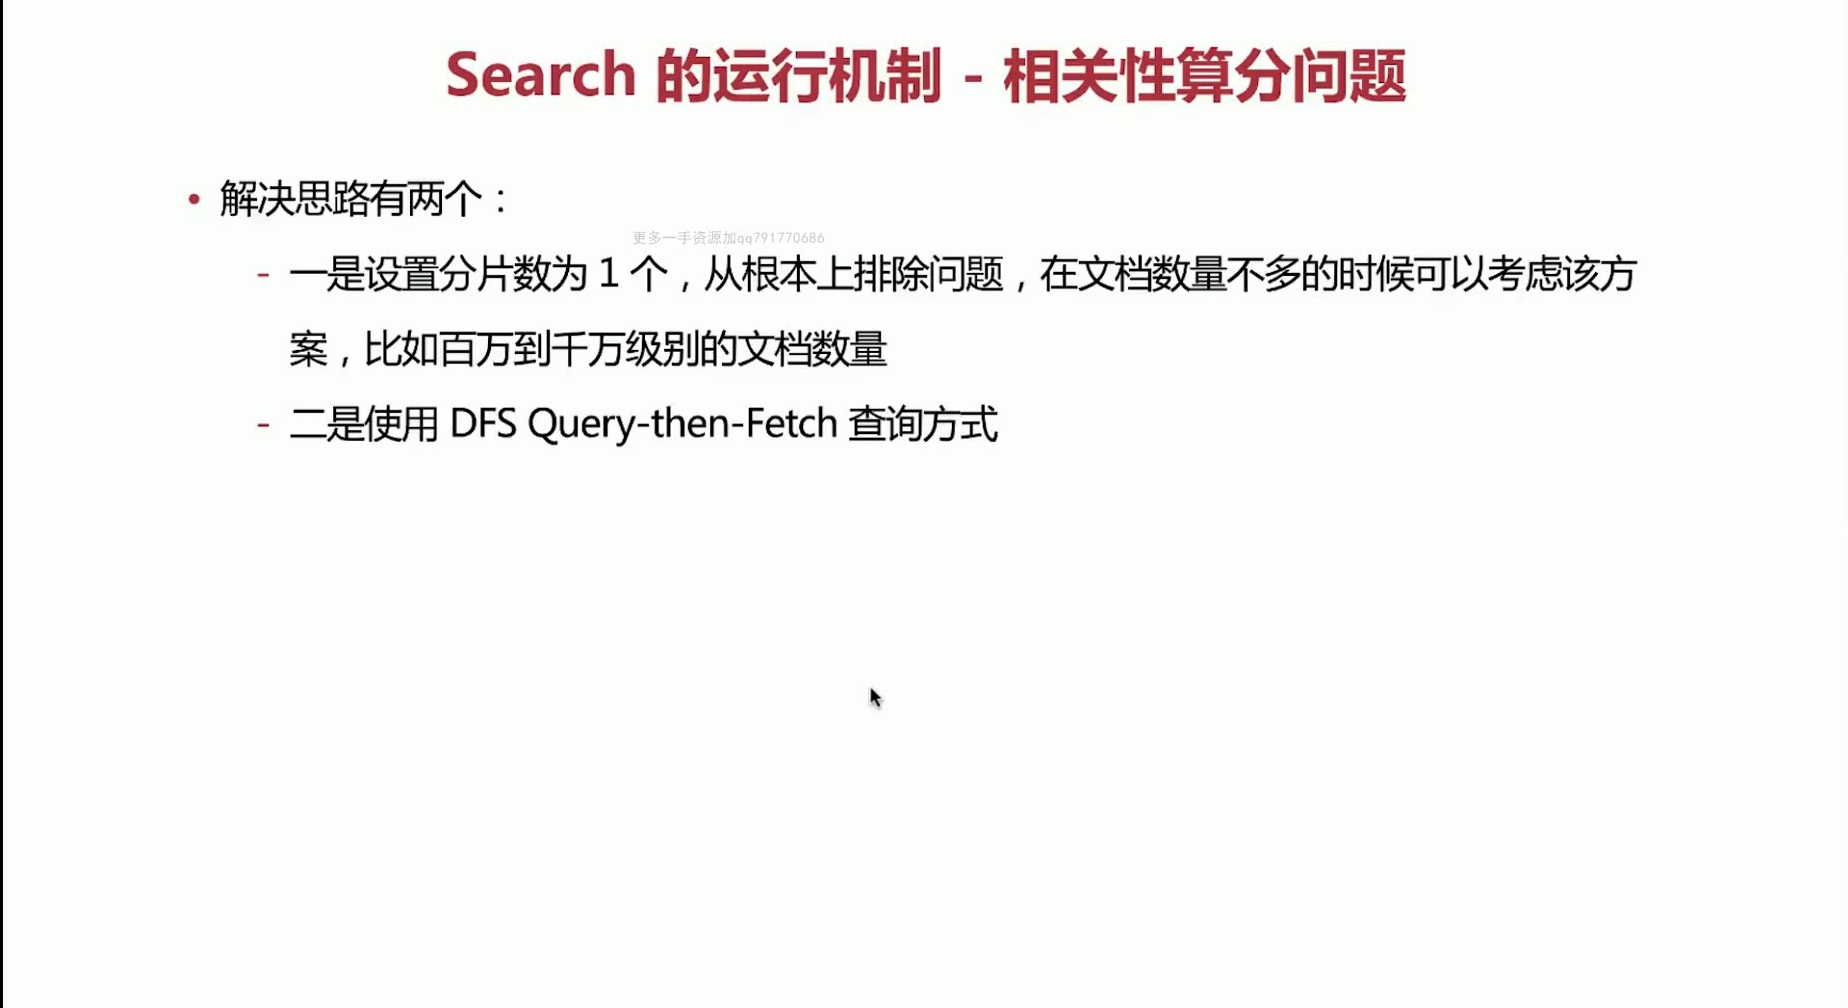 Search 的运行机制 - 相关性算分问题
• 解决思路有两个：
更多一手资源加qq791770686
- 一是设置分片数为 1 个，从根本上排除问题，在文档数量不多的时候可以考虑该方
案，比如百万到千万级别的文档数量
- 二是使用 DFS Query-then-Fetch 查询方式